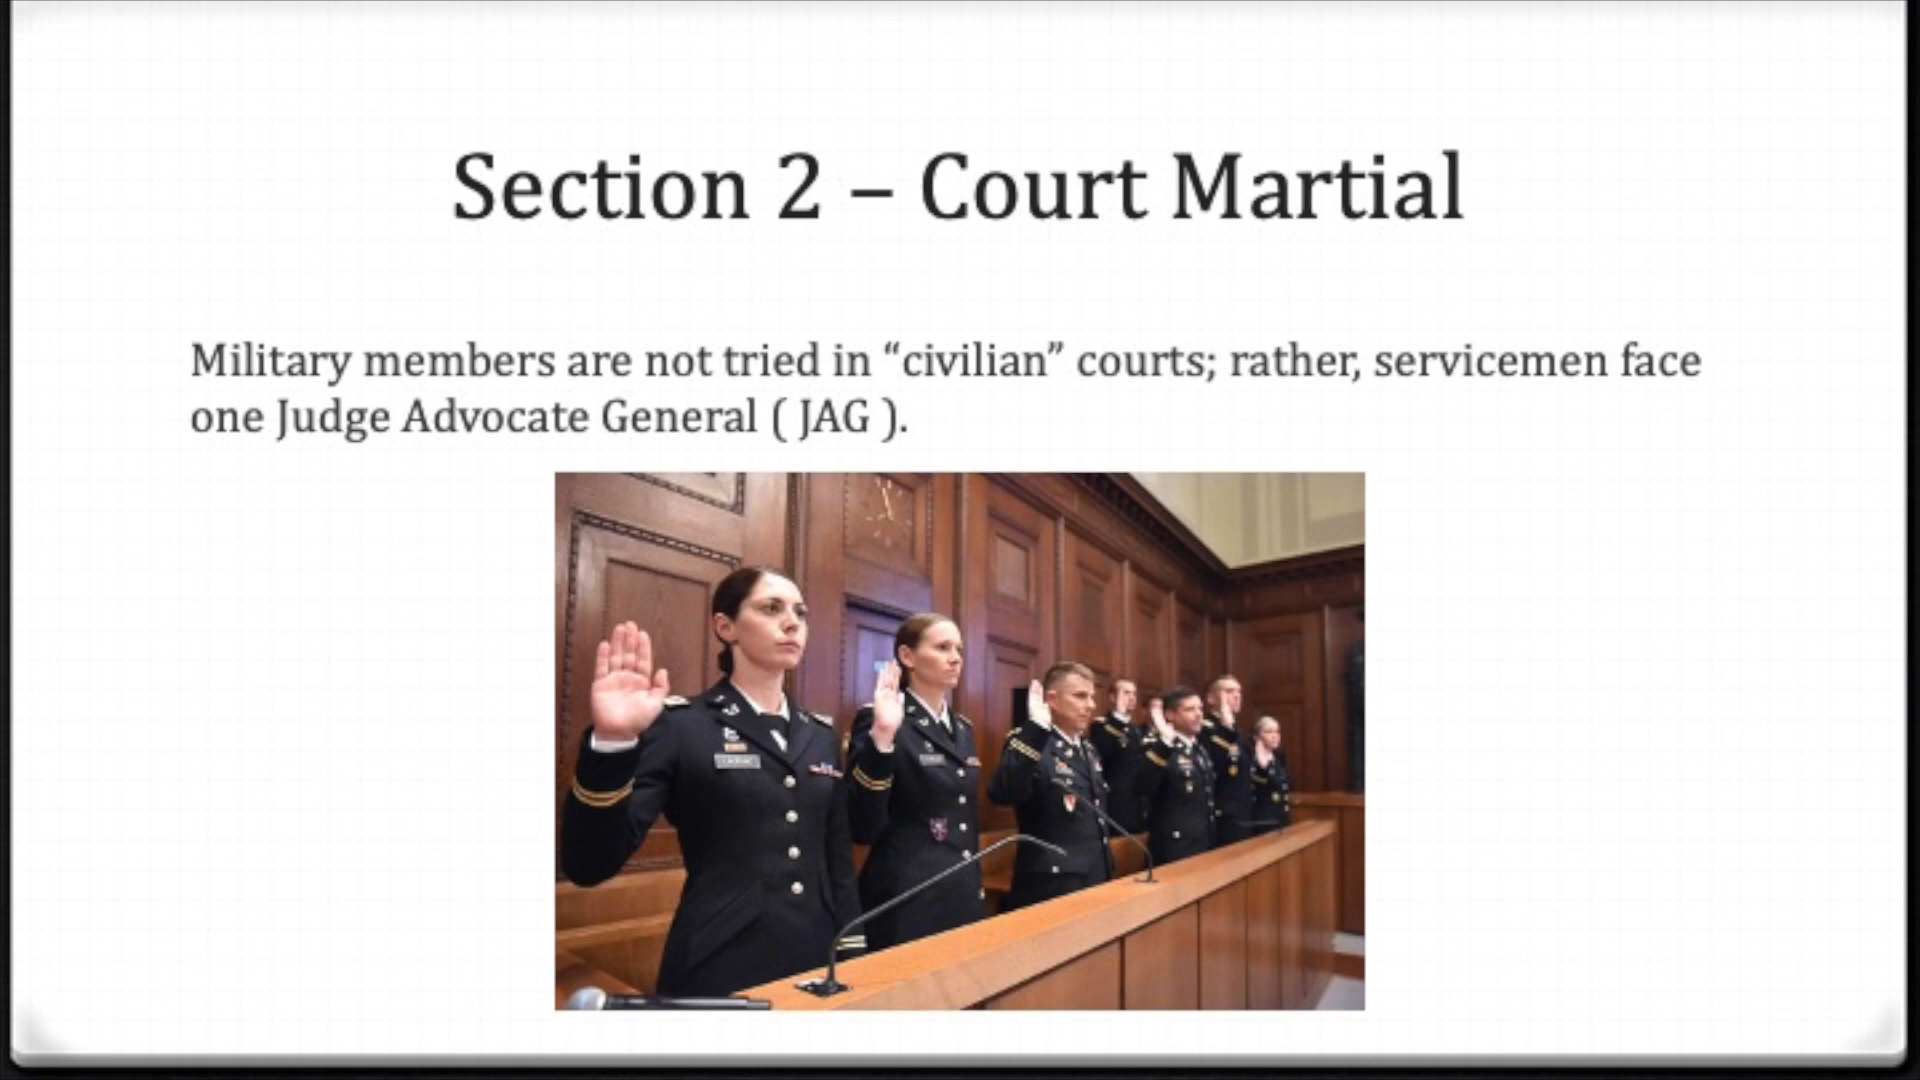 Section 2 – Court Martial
Military members are not tried in “civilian” courts; rather, servicemen face
one Judge Advocate General ( JAG ).